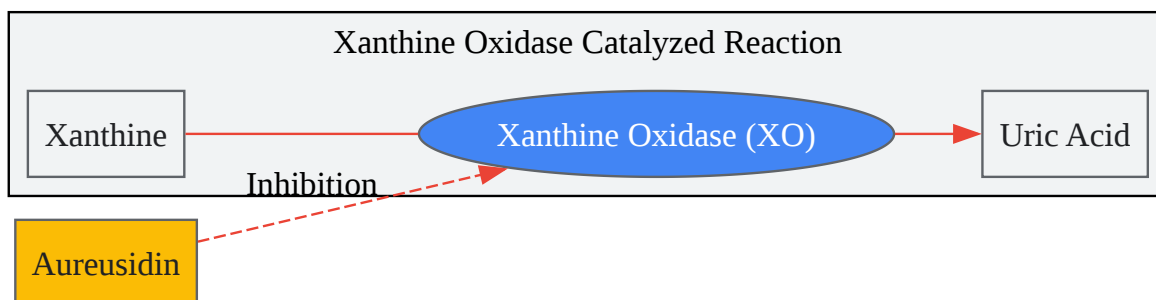 Xanthine Oxidase Catalyzed Reaction
Xanthine
Xanthine Oxidase (XO)
Uric Acid
Inhibition
Aureusidin